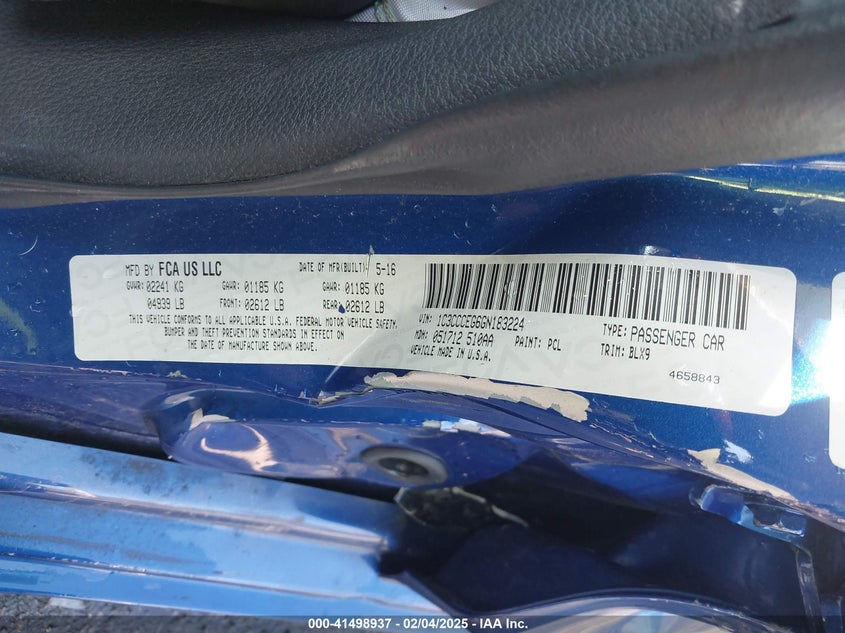 MFD BY FCA US LLC DATE OF MFR(BUILT) 5-16
GVWR: 02241 KG GAWR: 01185 KG GAWR: 01185 KG
04939 LB FRONT: 02612 LB REAR: 02612 LB
THIS VEHICLE CONFORMS TO ALL APPLICABLE U.S.A. FEDERAL MOTOR VEHICLE SAFETY,
BUMPER AND THEFT PREVENTION STANDARDS IN EFFECT ON
THE DATE OF MANUFACTURE SHOWN ABOVE.
VIN: 1C3CCCEG6GN183224 TYPE: PASSENGER CAR
MDH: 051712 510AA PAINT: PCL TRIM: BLX9
VEHICLE MADE IN U.S.A.
4658843
000-41498937 - 02/04/2025 - IAA Inc.